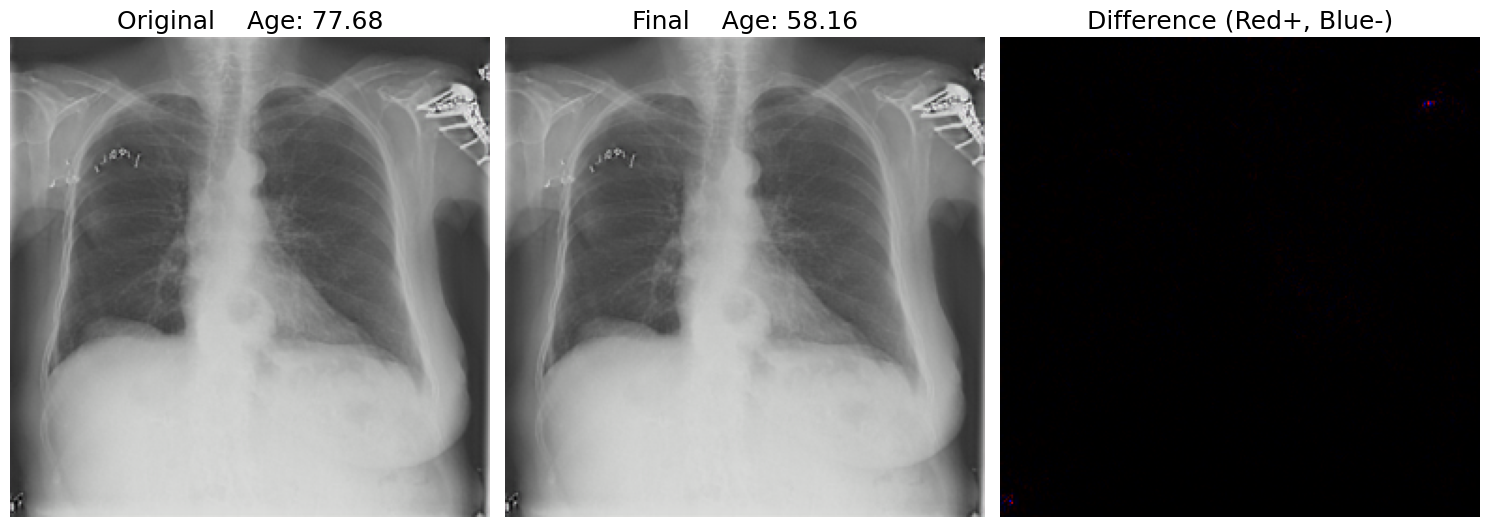 Original    Age: 77.68
Final    Age: 58.16
Difference (Red+, Blue-)